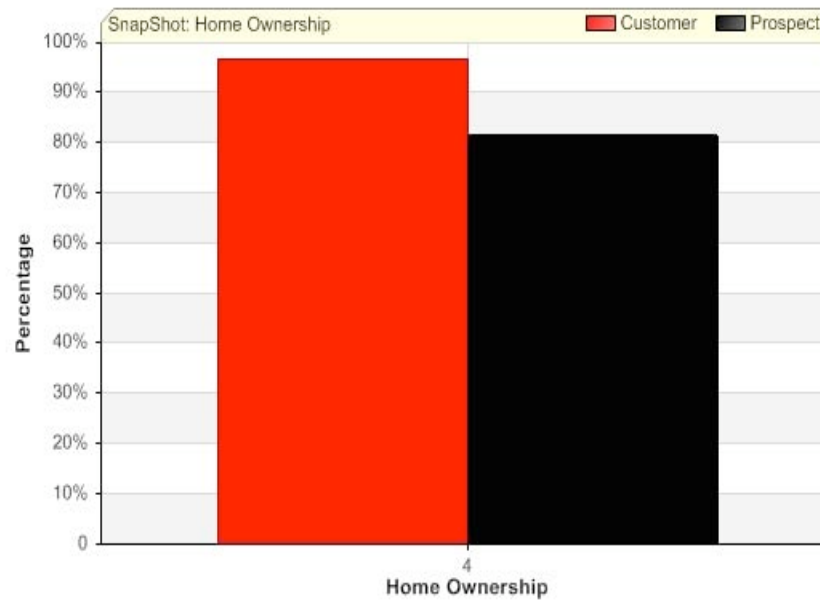 SnapShot: Home Ownership
Customer
Prospect
100%
90%
80%
70%
60%
50%
40%
30%
20%
10%
0
Percentage
4
Home Ownership